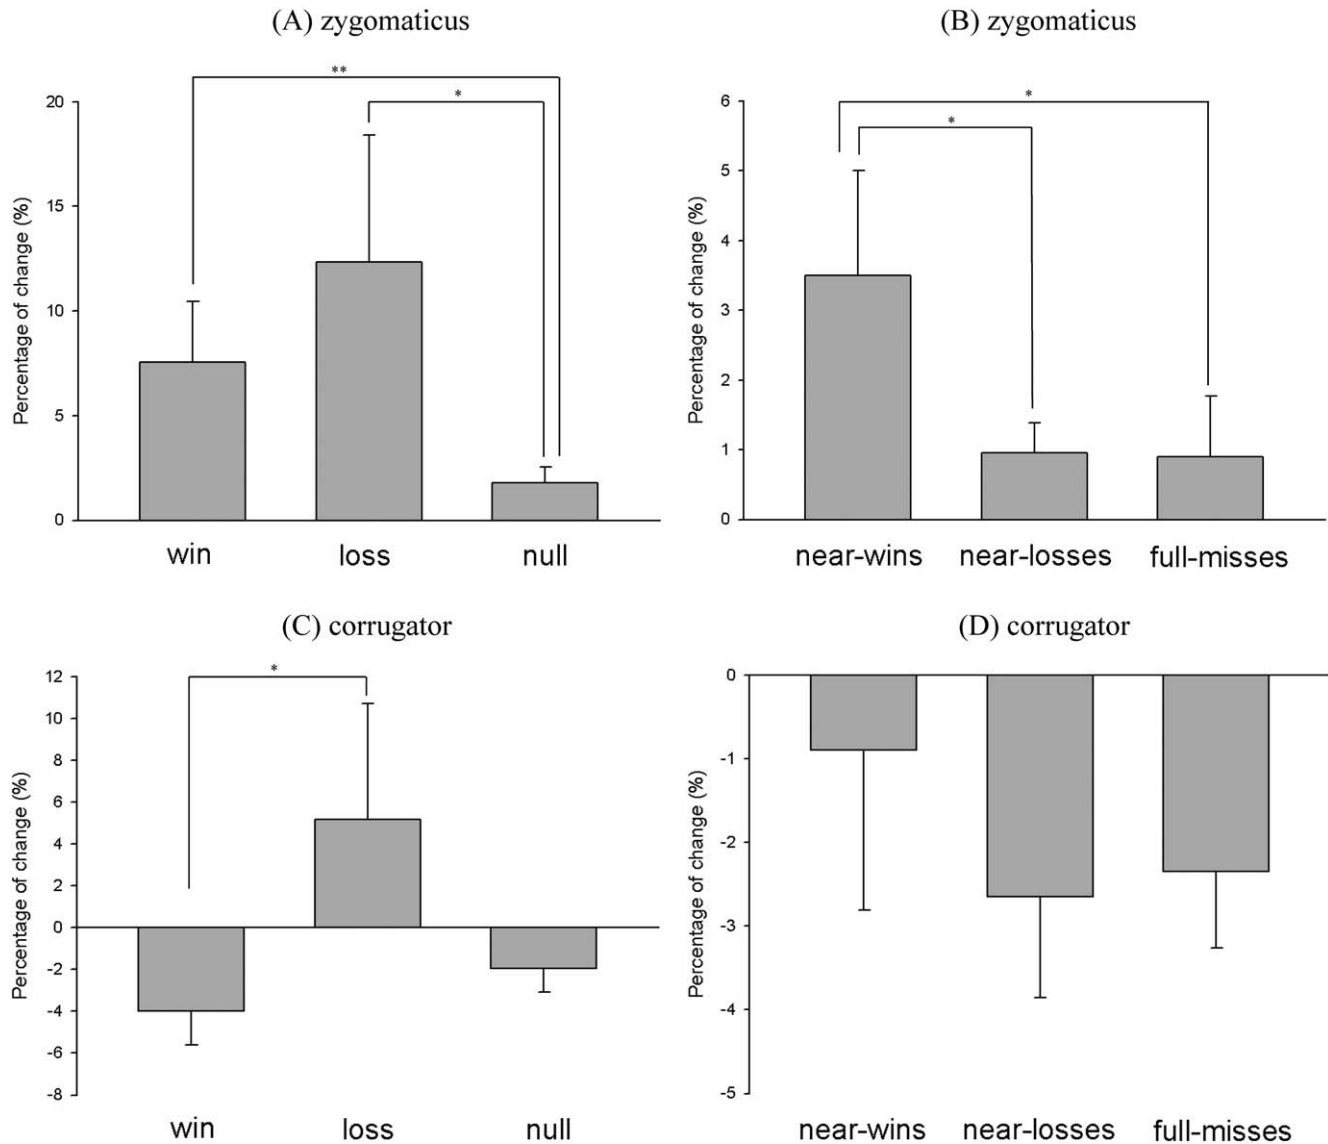 (A) zygomaticus
**
*
20
15
10
5
0
Percentage of change (%)
win loss null
(B) zygomaticus
*
*
6
5
4
3
2
1
0
Percentage of change (%)
near-wins near-losses full-misses
(C) corrugator
*
12
10
8
6
4
2
0
-2
-4
-6
-8
Percentage of change (%)
win loss null
(D) corrugator
0
-1
-2
-3
-4
-5
Percentage of change (%)
near-wins near-losses full-misses